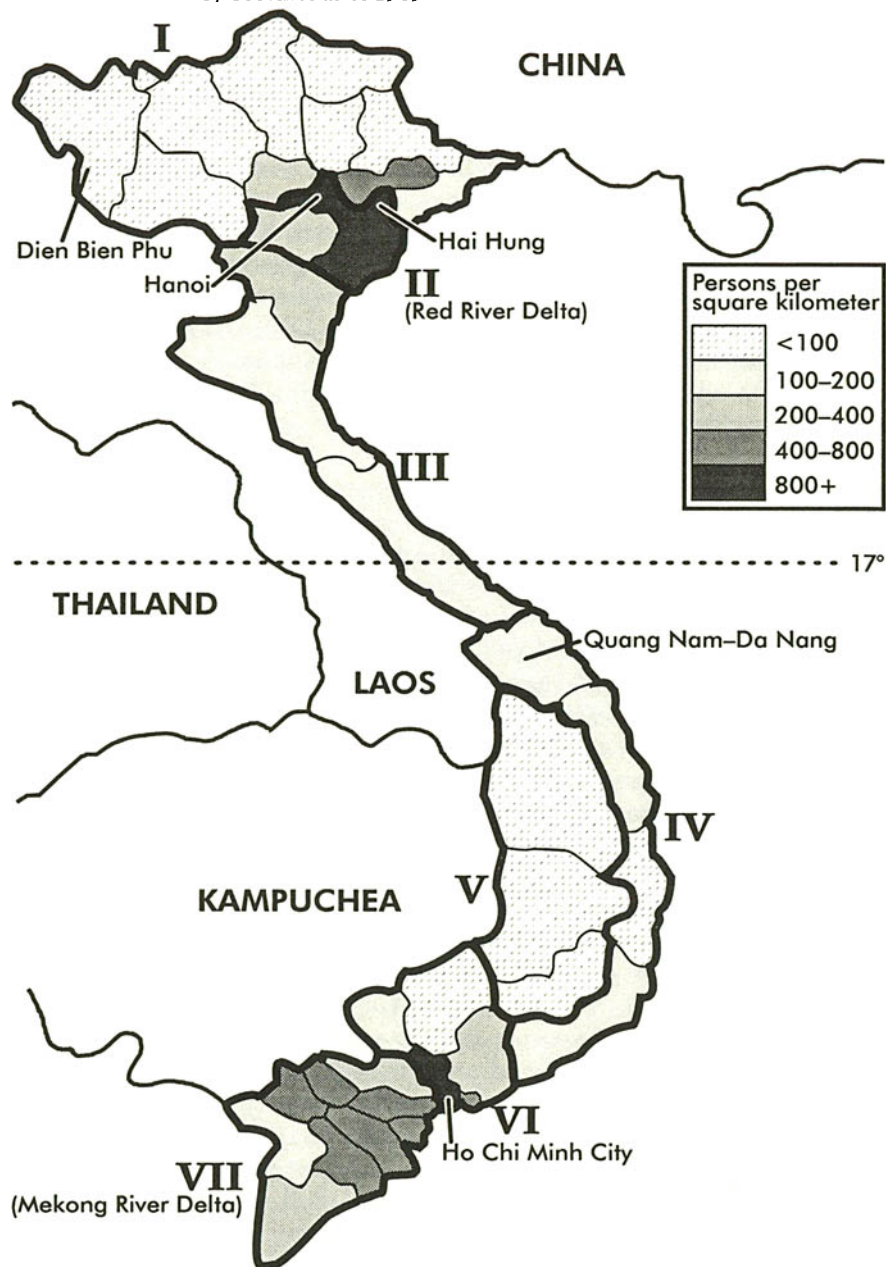 I
CHINA
Dien Bien Phu
Hanoi
Hai Hung
II
(Red River Delta)
Persons per
square kilometer
<100
100–200
200–400
400–800
800+
III
17°
THAILAND
LAOS
Quang Nam–Da Nang
IV
V
KAMPUCHEA
VI
Ho Chi Minh City
VII
(Mekong River Delta)